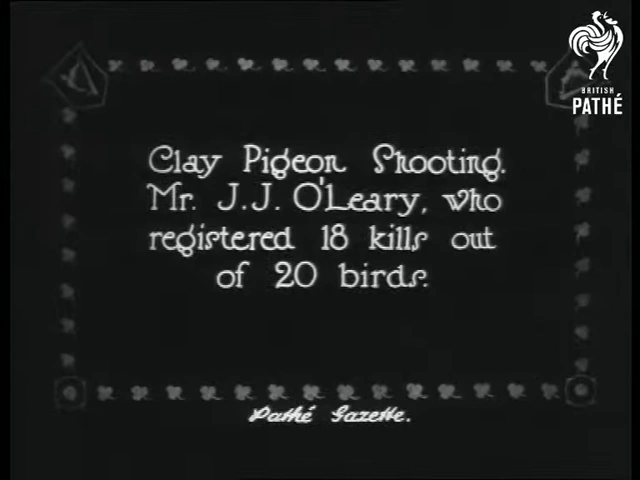 BRITISH
PATHÉ
Clay Pigeon Shooting.
Mr. J.J. O'Leary, who
registered 18 kills out
of 20 birds.
Pathé Gazette.